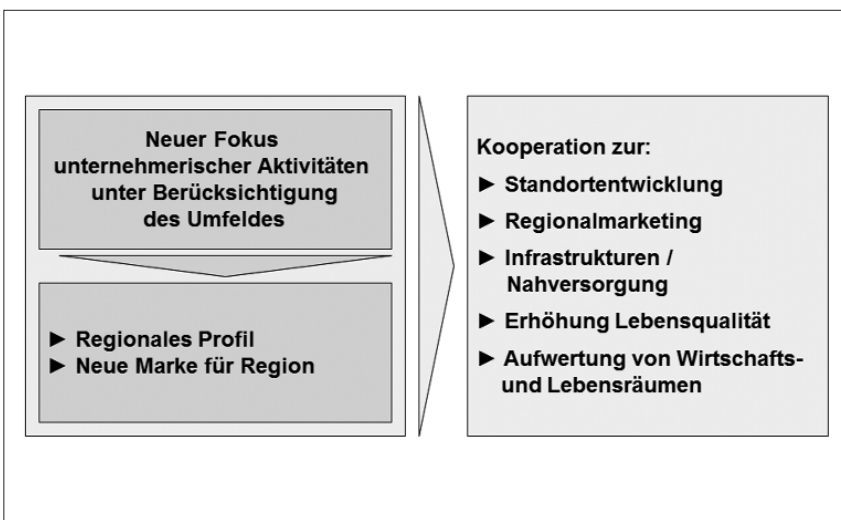 Neuer Fokus
unternehmerischer Aktivitäten
unter Berücksichtigung
des Umfeldes
► Regionales Profil
► Neue Marke für Region
Kooperation zur:
► Standortentwicklung
► Regionalmarketing
► Infrastrukturen /
Nahversorgung
► Erhöhung Lebensqualität
► Aufwertung von Wirtschafts-
und Lebensräumen